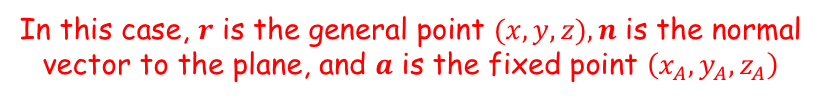 In this case, r is the general point (x, y, z), n is the normal
vector to the plane, and a is the fixed point (x_A, y_A, z_A)